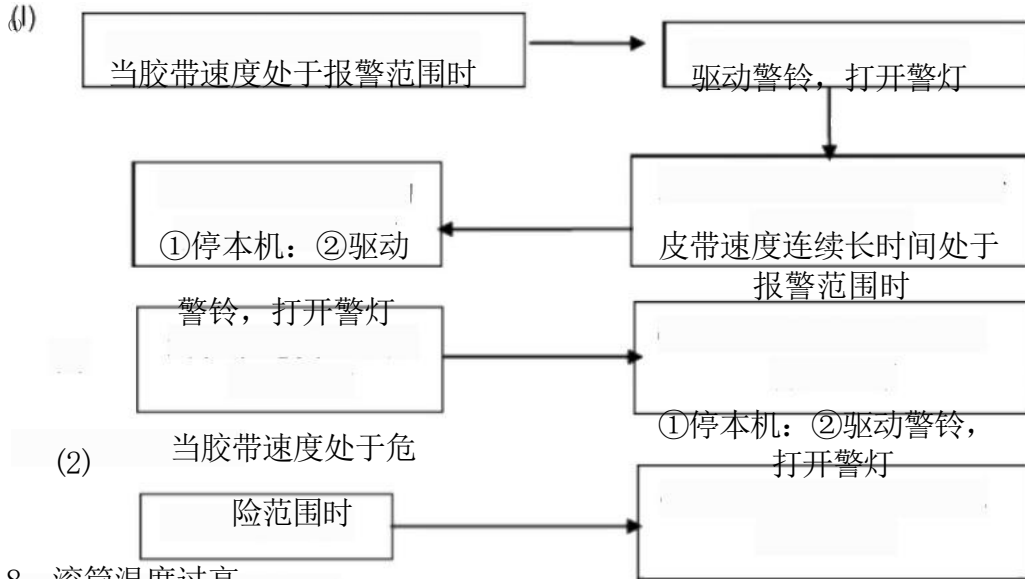 (1)
当胶带速度处于报警范围时
驱动警铃，打开警灯
①停本机：②驱动
警铃，打开警灯
皮带速度连续长时间处于
报警范围时
①停本机：②驱动警铃，
打开警灯
(2)
当胶带速度处于危
险范围时
8 滚筒温度过高